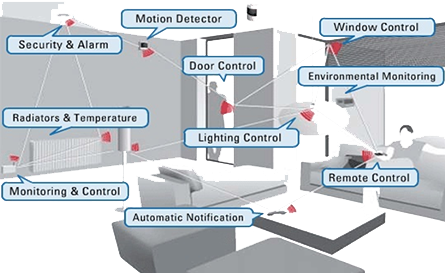 Motion Detector
Window Control
Security & Alarm
Door Control
Environmental Monitoring
Radiators & Temperature
Lighting Control
Remote Control
Monitoring & Control
Automatic Notification